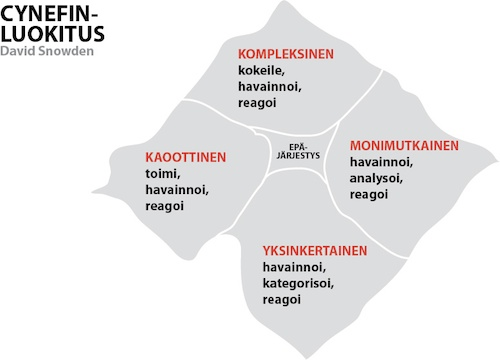 CYNEFIN-
LUOKITUS
David Snowden
KOMPLEKSINEN
kokeile,
havainnoi,
reagoi
KAOOTTINEN
toimi,
havainnoi,
reagoi
EPÄ-
JÄRJESTYS
MONIMUTKAINEN
havainnoi,
analysoi,
reagoi
YKSINKERTAINEN
havainnoi,
kategorisoi,
reagoi